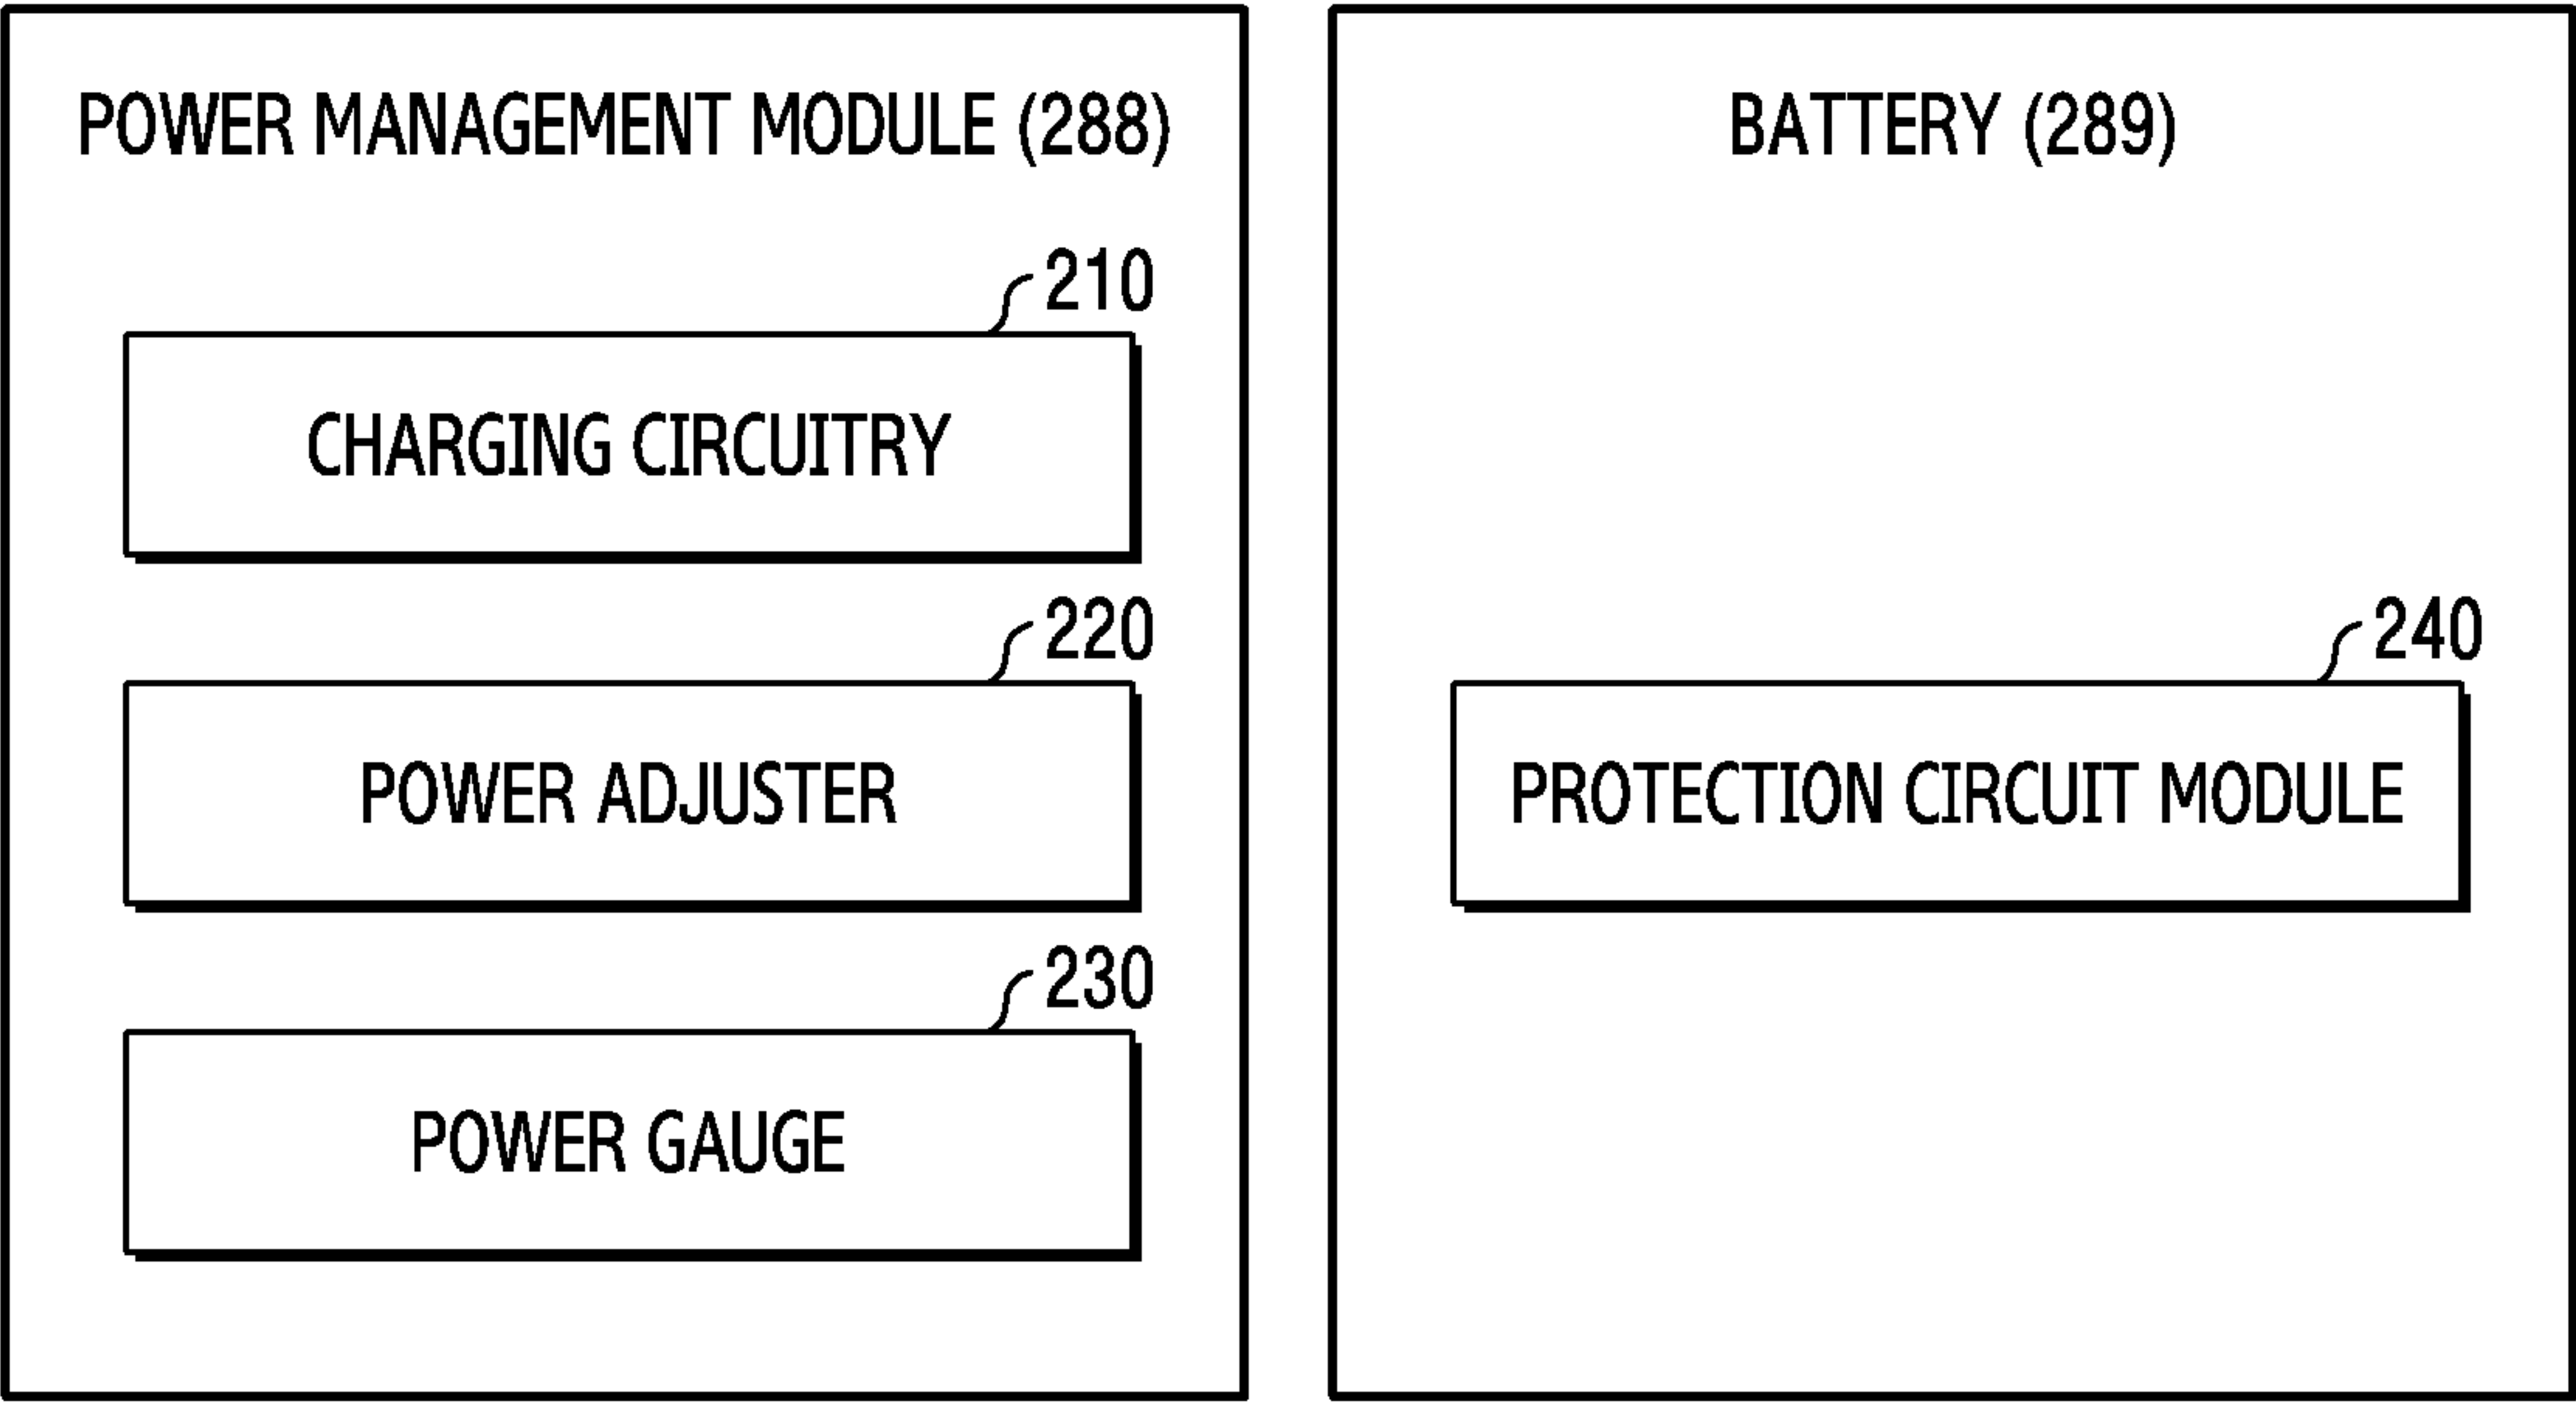 POWER MANAGEMENT MODULE (288)
210
CHARGING CIRCUITRY
220
POWER ADJUSTER
230
POWER GAUGE
BATTERY (289)
240
PROTECTION CIRCUIT MODULE